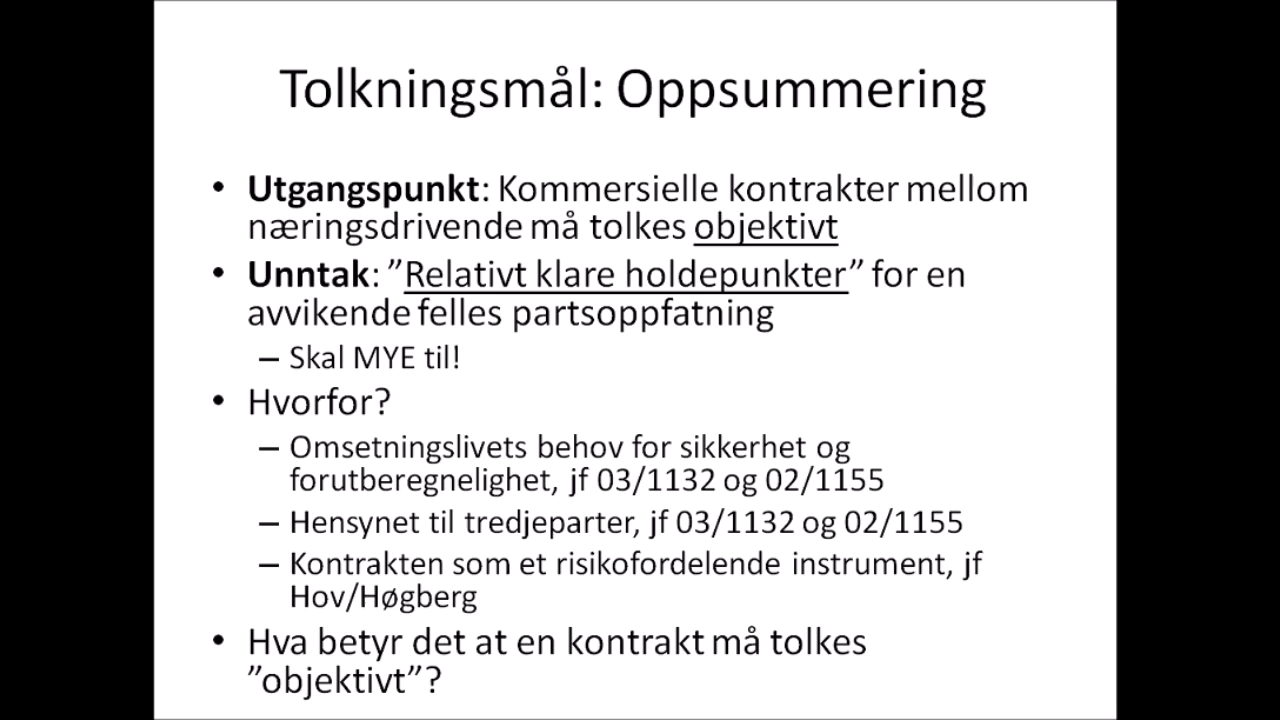 Tolkningsmål: Oppsummering
• Utgangspunkt: Kommersielle kontrakter mellom
næringsdrivende må tolkes objektivt
• Unntak: ”Relativt klare holdepunkter” for en
avvikende felles partsoppfatning
– Skal MYE til!
• Hvorfor?
– Omsetningslivets behov for sikkerhet og
forutberegnelighet, jf 03/1132 og 02/1155
– Hensynet til tredjeparter, jf 03/1132 og 02/1155
– Kontrakten som et risikofordelende instrument, jf
Hov/Høgberg
• Hva betyr det at en kontrakt må tolkes
”objektivt”?